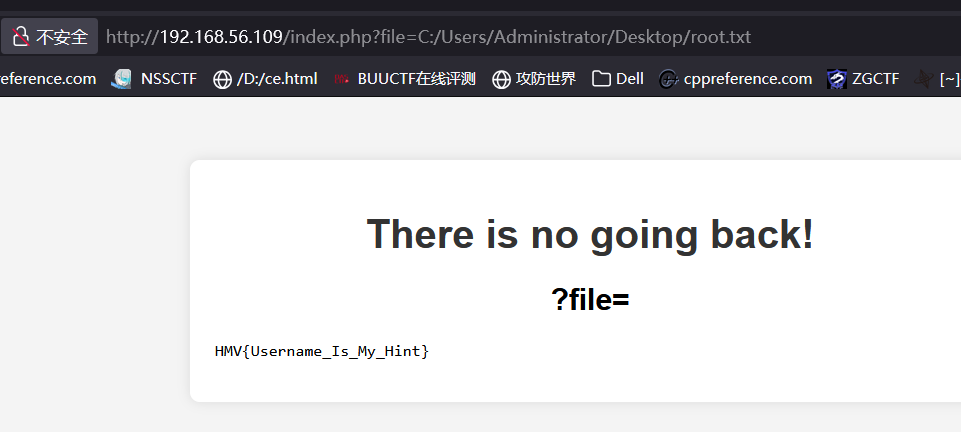 不安全 http://192.168.56.109/index.php?file=C:/Users/Administrator/Desktop/root.txt
reference.com NSSCTF /D:/ce.html BUUCTF在线评测 攻防世界 Dell cppreference.com ZGCTF [~]
There is no going back!
?file=
HMV{Username_Is_My_Hint}